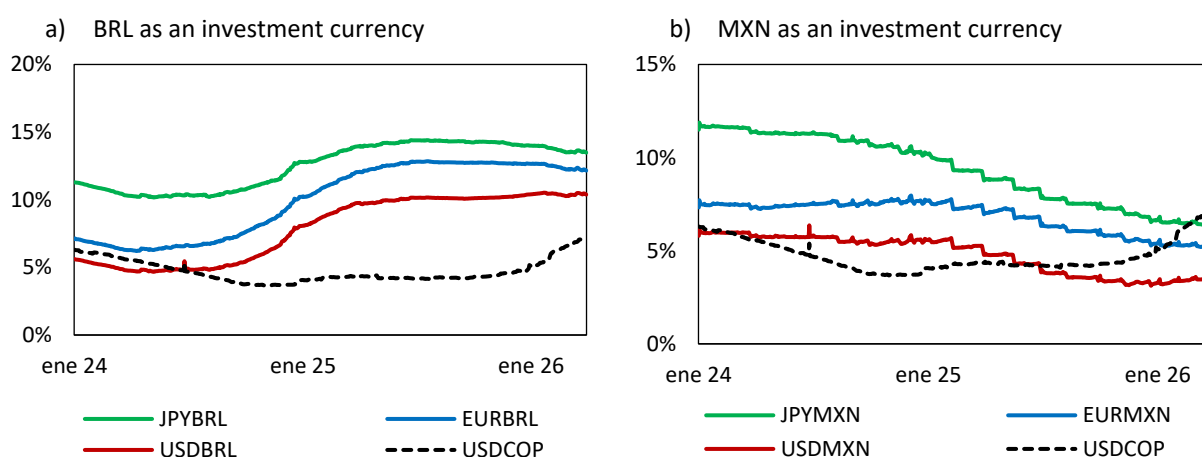 a) BRL as an investment currency
20%
15%
10%
5%
0%
ene 24 ene 25 ene 26
JPYBRL EURBRL
USDBRL USDCOP
b) MXN as an investment currency
15%
10%
5%
0%
ene 24 ene 25 ene 26
JPYMXN EURMXN
USDMXN USDCOP